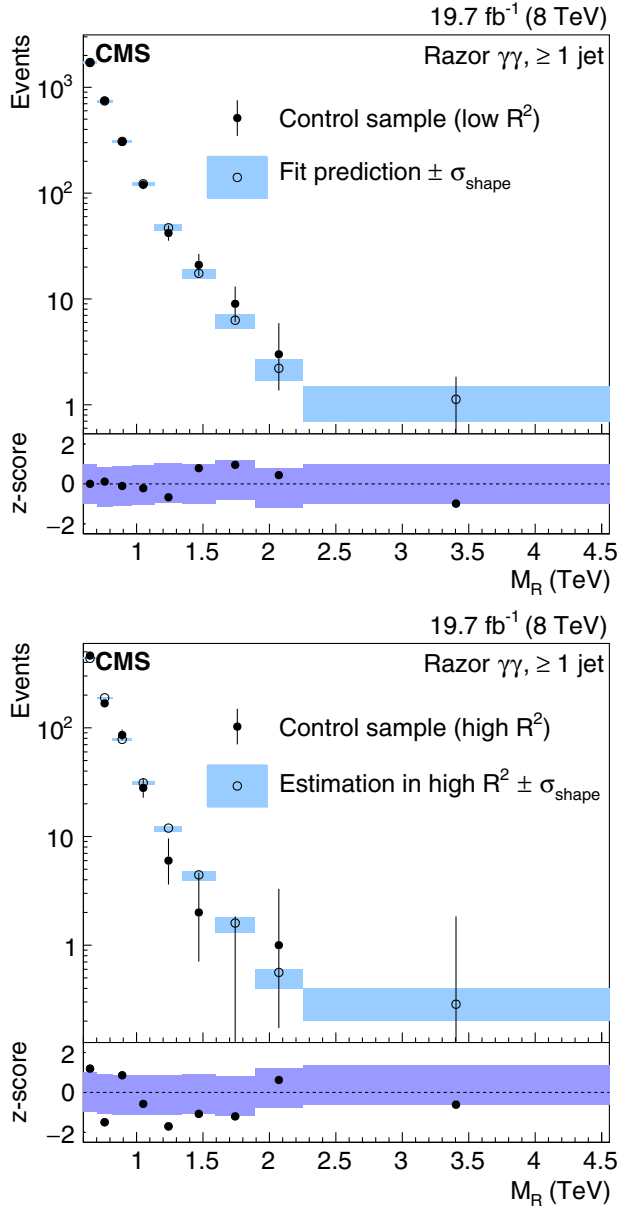 19.7 fb⁻¹ (8 TeV)
CMS
Razor γγ, ≥ 1 jet
Events
10³
10²
10
1
Control sample (low R²)
Fit prediction ± σshape
z-score
2
0
−2
1 1.5 2 2.5 3 3.5 4 4.5
M_R (TeV)
19.7 fb⁻¹ (8 TeV)
CMS
Razor γγ, ≥ 1 jet
Events
10²
10
1
Control sample (high R²)
Estimation in high R² ± σshape
z-score
2
0
−2
1 1.5 2 2.5 3 3.5 4 4.5
M_R (TeV)